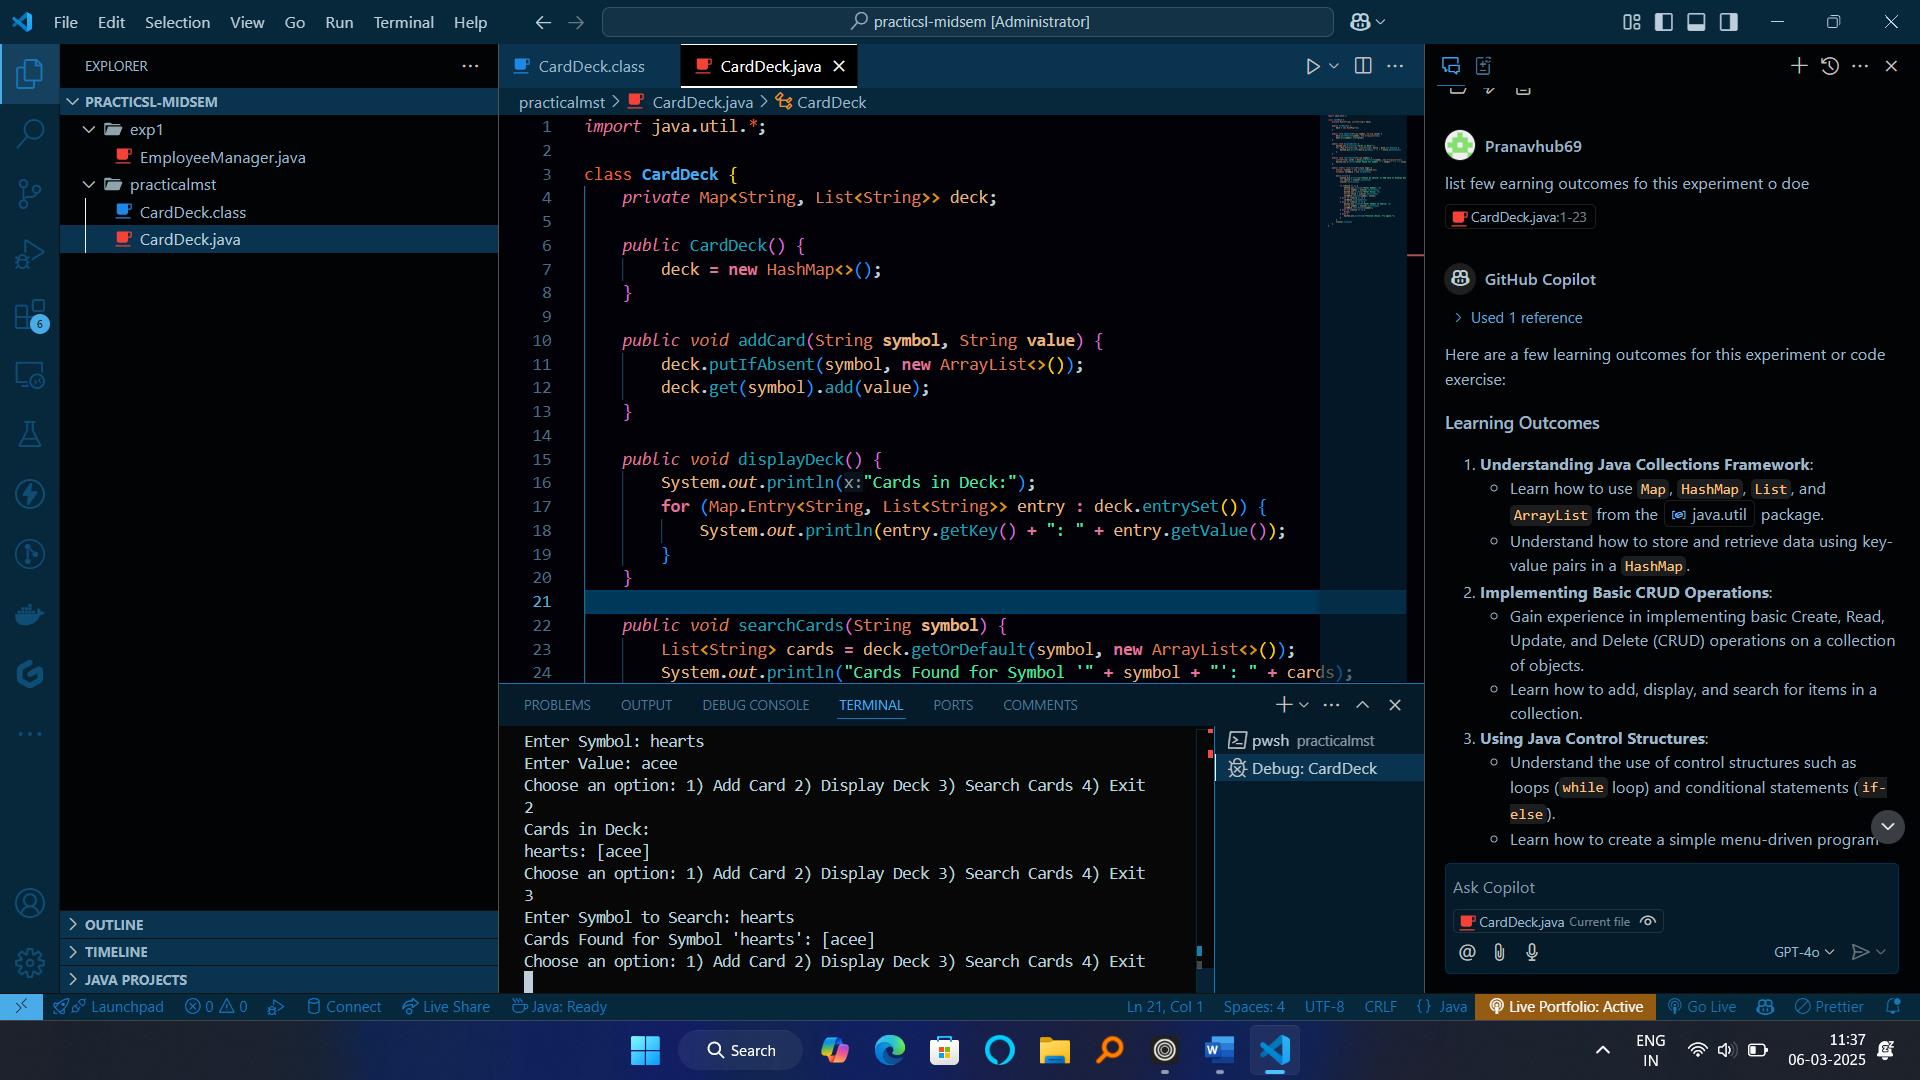 File Edit Selection View Go Run Terminal Help
practicsl-midsem [Administrator]
EXPLORER
PRACTICSL-MIDSEM
exp1
EmployeeManager.java
practicalmst
CardDeck.class
CardDeck.java
OUTLINE
TIMELINE
JAVA PROJECTS
6
CardDeck.class
CardDeck.java
practicalmst > CardDeck.java > CardDeck
1 import java.util.*;
2
3 class CardDeck {
4 private Map<String, List<String>> deck;
5
6 public CardDeck() {
7 deck = new HashMap<>();
8 }
9
10 public void addCard(String symbol, String value) {
11 deck.putIfAbsent(symbol, new ArrayList<>());
12 deck.get(symbol).add(value);
13 }
14
15 public void displayDeck() {
16 System.out.println(x:"Cards in Deck:");
17 for (Map.Entry<String, List<String>> entry : deck.entrySet()) {
18 System.out.println(entry.getKey() + ": " + entry.getValue());
19 }
20 }
21
22 public void searchCards(String symbol) {
23 List<String> cards = deck.getOrDefault(symbol, new ArrayList<>());
24 System.out.println("Cards Found for Symbol '" + symbol + "': " + cards);
PROBLEMS OUTPUT DEBUG CONSOLE TERMINAL PORTS COMMENTS
Enter Symbol: hearts
Enter Value: acee
Choose an option: 1) Add Card 2) Display Deck 3) Search Cards 4) Exit
2
Cards in Deck:
hearts: [acee]
Choose an option: 1) Add Card 2) Display Deck 3) Search Cards 4) Exit
3
Enter Symbol to Search: hearts
Cards Found for Symbol 'hearts': [acee]
Choose an option: 1) Add Card 2) Display Deck 3) Search Cards 4) Exit
pwsh practicalmst
Debug: CardDeck
Pranavhub69
list few earning outcomes fo this experiment o doe
CardDeck.java:1-23
GitHub Copilot
> Used 1 reference
Here are a few learning outcomes for this experiment or code
exercise:
Learning Outcomes
1. Understanding Java Collections Framework:
Learn how to use Map, HashMap, List, and
ArrayList from the java.util package.
Understand how to store and retrieve data using key-
value pairs in a HashMap.
2. Implementing Basic CRUD Operations:
Gain experience in implementing basic Create, Read,
Update, and Delete (CRUD) operations on a collection
of objects.
Learn how to add, display, and search for items in a
collection.
3. Using Java Control Structures:
Understand the use of control structures such as
loops (while loop) and conditional statements (if-
else).
Learn how to create a simple menu-driven program
Ask Copilot
CardDeck.java Current file
GPT-4o
Launchpad 0 0 Connect Live Share Java: Ready
Ln 21, Col 1 Spaces: 4 UTF-8 CRLF {} Java Live Portfolio: Active Go Live Prettier
Search
ENG
IN
11:37
06-03-2025